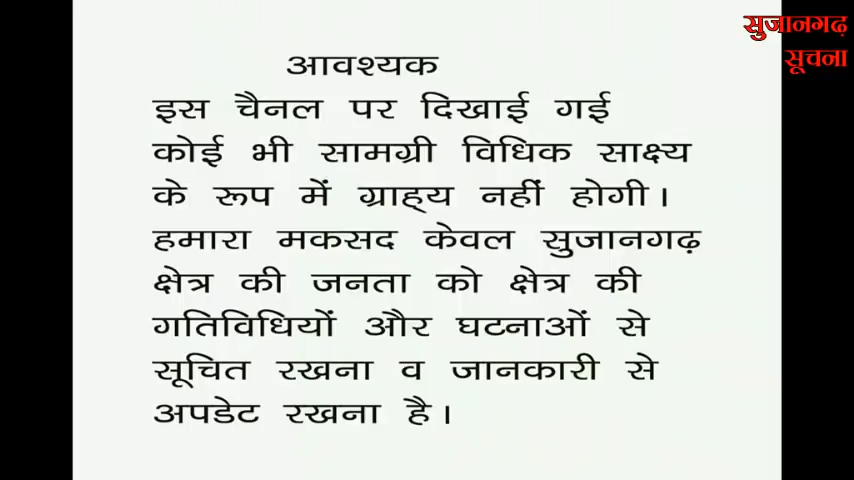 सुजानगढ़
सूचना
आवश्यक
इस चैनल पर दिखाई गई
कोई भी सामग्री विधिक साक्ष्य
के रूप में ग्राह्य नहीं होगी।
हमारा मकसद केवल सुजानगढ़
क्षेत्र की जनता को क्षेत्र की
गतिविधियों और घटनाओं से
सूचित रखना व जानकारी से
अपडेट रखना है।